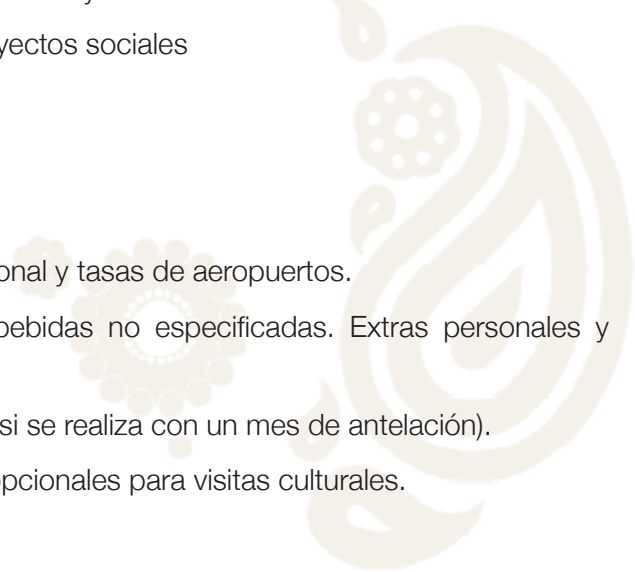 yectos sociales
onal y tasas de aeropuertos.
bebidas no especificadas. Extras personales y
si se realiza con un mes de antelación).
opcionales para visitas culturales.